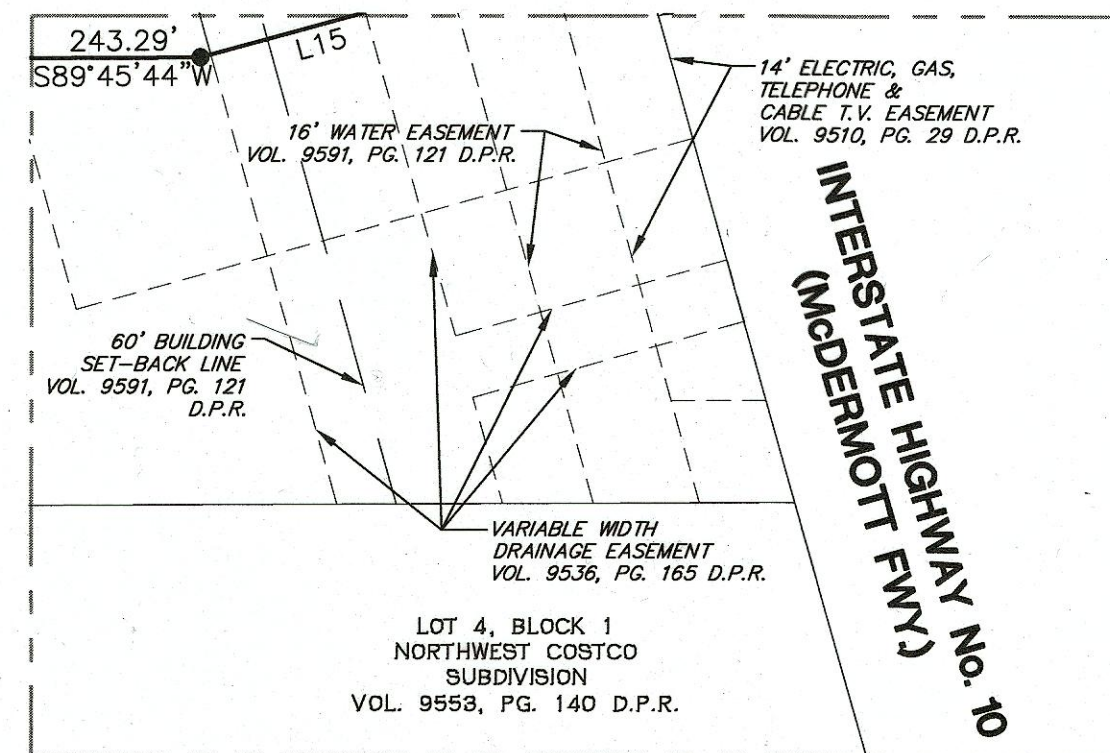 243.29'
S89°45'44"W
L15
14' ELECTRIC, GAS,
TELEPHONE &
CABLE T.V. EASEMENT
VOL. 9510, PG. 29 D.P.R.
16' WATER EASEMENT
VOL. 9591, PG. 121 D.P.R.
INTERSTATE HIGHWAY No. 10
(McDERMOTT FWY.)
60' BUILDING
SET-BACK LINE
VOL. 9591, PG. 121
D.P.R.
VARIABLE WIDTH
DRAINAGE EASEMENT
VOL. 9536, PG. 165 D.P.R.
LOT 4, BLOCK 1
NORTHWEST COSTCO
SUBDIVISION
VOL. 9553, PG. 140 D.P.R.